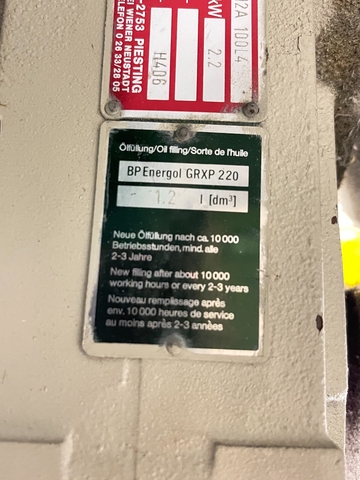 2A 100L4
kW 2.2
H406
-2753 PIESTING
EI WIENER NEUSTADT
ELEFON 0 26 33/28 05
Ölfüllung/Oil filling/Sorte de l'huile
BP Energol GRXP 220
1.2 l [dm³]
Neue Ölfüllung nach ca. 10 000
Betriebsstunden, mind. alle
2-3 Jahre
New filling after about 10 000
working hours or every 2-3 years
Nouveau remplissage après
env. 10 000 heures de service
au moins après 2-3 années